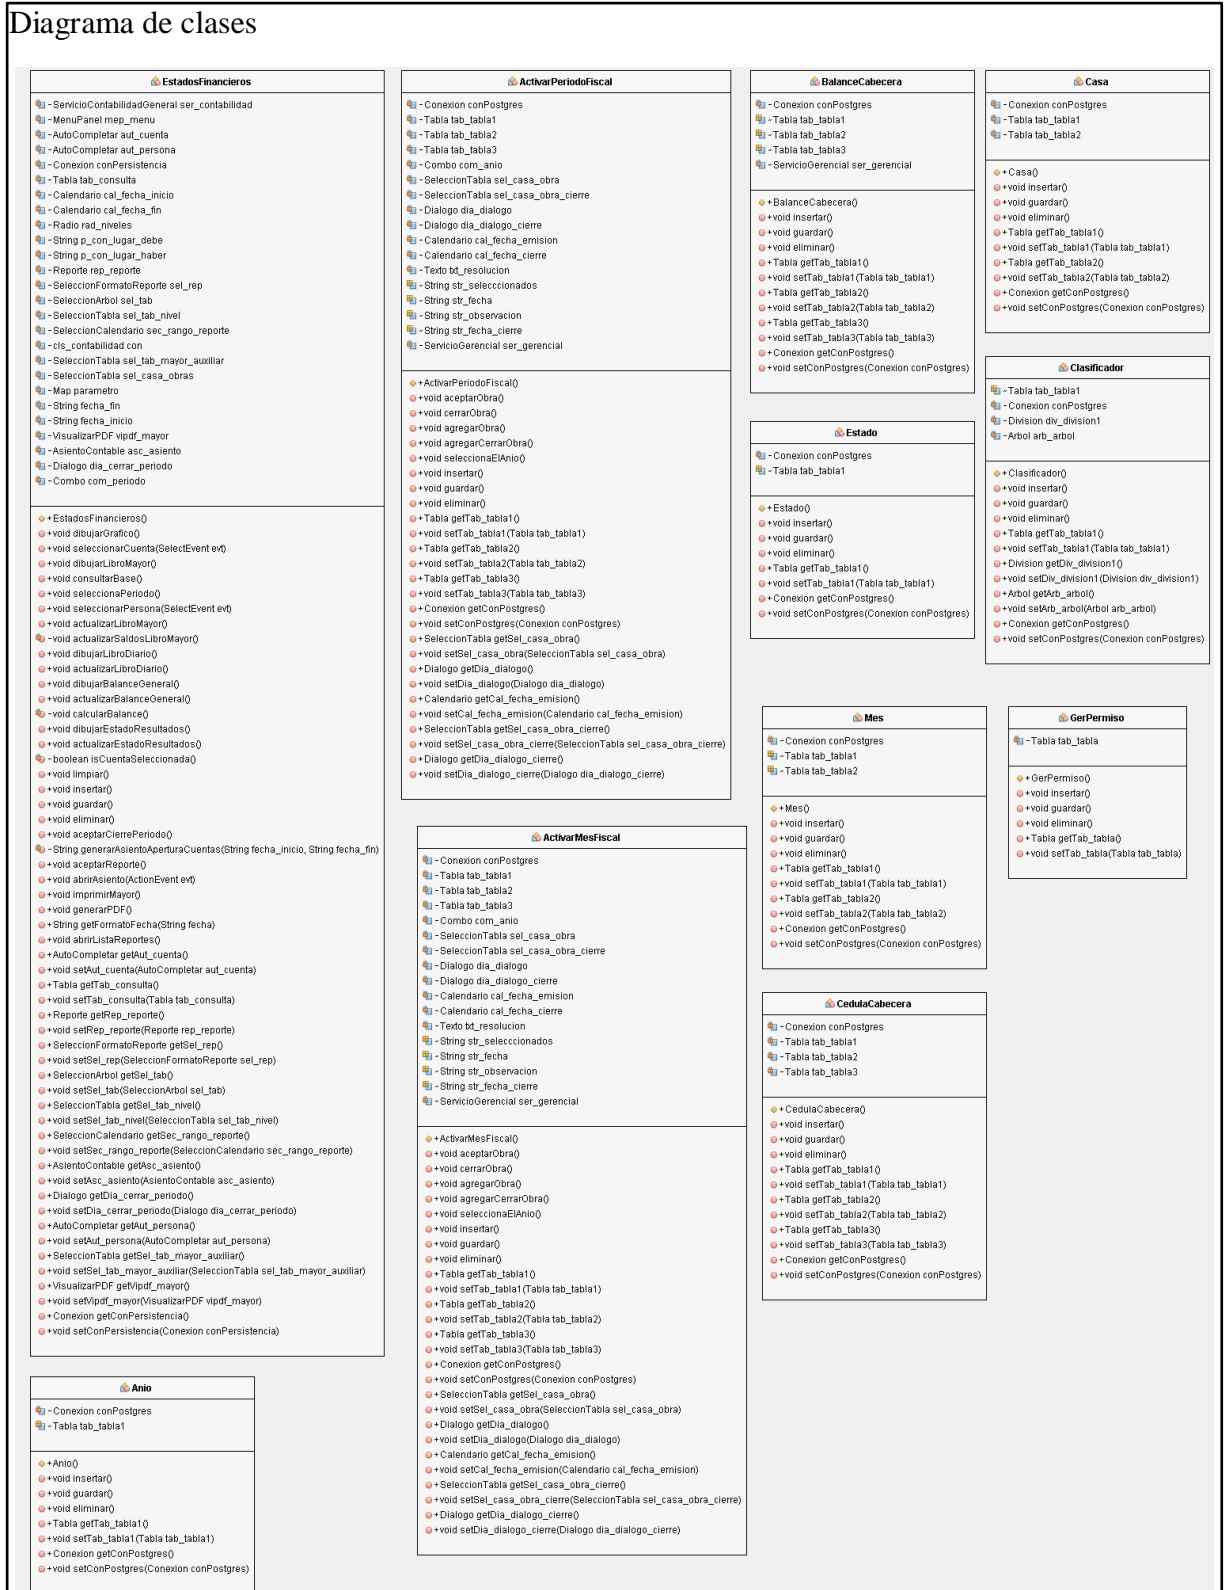 Diagrama de clases
EstadosFinancieros
-ServicioContabilidadGeneral ser_contabilidad
-MenuPanel mep_menu
-AutoCompletar aut_cuenta
-AutoCompletar aut_persona
-Conexion conPersistencia
-Tabla tab_consulta
-Calendario cal_fecha_inicio
-Calendario cal_fecha_fin
-Radio rad_niveles
-String p_con_lugar_debe
-String p_con_lugar_haber
-Reporte rep_reporte
-SeleccionFormatoReporte sel_rep
-SeleccionArbol sel_tab
-SeleccionTabla sel_tab_nivel
-SeleccionCalendario sec_rango_reporte
-cls_contabilidad con
-SeleccionTabla sel_tab_mayor_auxiliar
-SeleccionTabla sel_casa_obras
-Map parametro
-String fecha_fin
-String fecha_inicio
-VisualizarPDF vipdf_mayor
-AsientoContable asc_asiento
-Dialogo dia_cerrar_periodo
-Combo com_periodo
+EstadosFinancieros()
+void dibujarGrafico()
+void seleccionarCuenta(SelectEvent evt)
+void dibujarLibroMayor()
+void consultarBase()
+void seleccionaPeriodo()
+void seleccionarPersona(SelectEvent evt)
+void actualizarLibroMayor()
-void actualizarSaldosLibroMayor()
+void dibujarLibroDiario()
+void actualizarLibroDiario()
+void dibujarBalanceGeneral()
+void actualizarBalanceGeneral()
-void calcularBalance()
+void dibujarEstadoResultados()
+void actualizarEstadoResultados()
-boolean isCuentaSeleccionada()
+void limpiar()
+void insertar()
+void guardar()
+void eliminar()
+void aceptarCierrePeriodo()
-String generarAsientoAperturaCuentas(String fecha_inicio, String fecha_fin)
+void aceptarReporte()
+void abrirAsiento(ActionEvent evt)
+void imprimirMayor()
+void generarPDF()
+String getFormatoFecha(String fecha)
+void abrirListaReportes()
+AutoCompletar getAut_cuenta()
+void setAut_cuenta(AutoCompletar aut_cuenta)
+Tabla getTab_consulta()
+void setTab_consulta(Tabla tab_consulta)
+Reporte getRep_reporte()
+void setRep_reporte(Reporte rep_reporte)
+SeleccionFormatoReporte getSel_rep()
+void setSel_rep(SeleccionFormatoReporte sel_rep)
+SeleccionArbol getSel_tab()
+void setSel_tab(SeleccionArbol sel_tab)
+SeleccionTabla getSel_tab_nivel()
+void setSel_tab_nivel(SeleccionTabla sel_tab_nivel)
+SeleccionCalendario getSec_rango_reporte()
+void setSec_rango_reporte(SeleccionCalendario sec_rango_reporte)
+AsientoContable getAsc_asiento()
+void setAsc_asiento(AsientoContable asc_asiento)
+Dialogo getDia_cerrar_periodo()
+void setDia_cerrar_periodo(Dialogo dia_cerrar_periodo)
+AutoCompletar getAut_persona()
+void setAut_persona(AutoCompletar aut_persona)
+SeleccionTabla getSel_tab_mayor_auxiliar()
+void setSel_tab_mayor_auxiliar(SeleccionTabla sel_tab_mayor_auxiliar)
+VisualizarPDF getVipdf_mayor()
+void setVipdf_mayor(VisualizarPDF vipdf_mayor)
+Conexion getConPersistencia()
+void setConPersistencia(Conexion conPersistencia)
Anio
-Conexion conPostgres
~Tabla tab_tabla1
+Anio()
+void insertar()
+void guardar()
+void eliminar()
+Tabla getTab_tabla1()
+void setTab_tabla1(Tabla tab_tabla1)
+Conexion getConPostgres()
+void setConPostgres(Conexion conPostgres)
ActivarPeriodoFiscal
-Conexion conPostgres
-Tabla tab_tabla1
-Tabla tab_tabla2
-Tabla tab_tabla3
-Combo com_anio
-SeleccionTabla sel_casa_obra
-SeleccionTabla sel_casa_obra_cierre
-Dialogo dia_dialogo
-Dialogo dia_dialogo_cierre
-Calendario cal_fecha_emision
-Calendario cal_fecha_cierre
-Texto txt_resolucion
~String str_selecccionados
~String str_fecha
~String str_observacion
~String str_fecha_cierre
-ServicioGerencial ser_gerencial
+ActivarPeriodoFiscal()
+void aceptarObra()
+void cerrarObra()
+void agregarObra()
+void agregarCerrarObra()
+void seleccionaElAnio()
+void insertar()
+void guardar()
+void eliminar()
+Tabla getTab_tabla1()
+void setTab_tabla1(Tabla tab_tabla1)
+Tabla getTab_tabla2()
+void setTab_tabla2(Tabla tab_tabla2)
+Tabla getTab_tabla3()
+void setTab_tabla3(Tabla tab_tabla3)
+Conexion getConPostgres()
+void setConPostgres(Conexion conPostgres)
+SeleccionTabla getSel_casa_obra()
+void setSel_casa_obra(SeleccionTabla sel_casa_obra)
+Dialogo getDia_dialogo()
+void setDia_dialogo(Dialogo dia_dialogo)
+Calendario getCal_fecha_emision()
+void setCal_fecha_emision(Calendario cal_fecha_emision)
+SeleccionTabla getSel_casa_obra_cierre()
+void setSel_casa_obra_cierre(SeleccionTabla sel_casa_obra_cierre)
+Dialogo getDia_dialogo_cierre()
+void setDia_dialogo_cierre(Dialogo dia_dialogo_cierre)
ActivarMesFiscal
-Conexion conPostgres
-Tabla tab_tabla1
-Tabla tab_tabla2
-Tabla tab_tabla3
-Combo com_anio
-SeleccionTabla sel_casa_obra
-SeleccionTabla sel_casa_obra_cierre
-Dialogo dia_dialogo
-Dialogo dia_dialogo_cierre
-Calendario cal_fecha_emision
-Calendario cal_fecha_cierre
-Texto txt_resolucion
~String str_selecccionados
~String str_fecha
~String str_observacion
~String str_fecha_cierre
-ServicioGerencial ser_gerencial
+ActivarMesFiscal()
+void aceptarObra()
+void cerrarObra()
+void agregarObra()
+void agregarCerrarObra()
+void seleccionaElAnio()
+void insertar()
+void guardar()
+void eliminar()
+Tabla getTab_tabla1()
+void setTab_tabla1(Tabla tab_tabla1)
+Tabla getTab_tabla2()
+void setTab_tabla2(Tabla tab_tabla2)
+Tabla getTab_tabla3()
+void setTab_tabla3(Tabla tab_tabla3)
+Conexion getConPostgres()
+void setConPostgres(Conexion conPostgres)
+SeleccionTabla getSel_casa_obra()
+void setSel_casa_obra(SeleccionTabla sel_casa_obra)
+Dialogo getDia_dialogo()
+void setDia_dialogo(Dialogo dia_dialogo)
+Calendario getCal_fecha_emision()
+void setCal_fecha_emision(Calendario cal_fecha_emision)
+SeleccionTabla getSel_casa_obra_cierre()
+void setSel_casa_obra_cierre(SeleccionTabla sel_casa_obra_cierre)
+Dialogo getDia_dialogo_cierre()
+void setDia_dialogo_cierre(Dialogo dia_dialogo_cierre)
BalanceCabecera
-Conexion conPostgres
~Tabla tab_tabla1
~Tabla tab_tabla2
~Tabla tab_tabla3
-ServicioGerencial ser_gerencial
+BalanceCabecera()
+void insertar()
+void guardar()
+void eliminar()
+Tabla getTab_tabla1()
+void setTab_tabla1(Tabla tab_tabla1)
+Tabla getTab_tabla2()
+void setTab_tabla2(Tabla tab_tabla2)
+Tabla getTab_tabla3()
+void setTab_tabla3(Tabla tab_tabla3)
+Conexion getConPostgres()
+void setConPostgres(Conexion conPostgres)
Estado
-Conexion conPostgres
~Tabla tab_tabla1
+Estado()
+void insertar()
+void guardar()
+void eliminar()
+Tabla getTab_tabla1()
+void setTab_tabla1(Tabla tab_tabla1)
+Conexion getConPostgres()
+void setConPostgres(Conexion conPostgres)
Casa
-Conexion conPostgres
-Tabla tab_tabla1
-Tabla tab_tabla2
+Casa()
+void insertar()
+void guardar()
+void eliminar()
+Tabla getTab_tabla1()
+void setTab_tabla1(Tabla tab_tabla1)
+Tabla getTab_tabla2()
+void setTab_tabla2(Tabla tab_tabla2)
+Conexion getConPostgres()
+void setConPostgres(Conexion conPostgres)
Clasificador
~Tabla tab_tabla1
-Conexion conPostgres
-Division div_division1
-Arbol arb_arbol
+Clasificador()
+void insertar()
+void guardar()
+void eliminar()
+Tabla getTab_tabla1()
+void setTab_tabla1(Tabla tab_tabla1)
+Division getDiv_division1()
+void setDiv_division1(Division div_division1)
+Arbol getArb_arbol()
+void setArb_arbol(Arbol arb_arbol)
+Conexion getConPostgres()
+void setConPostgres(Conexion conPostgres)
Mes
-Conexion conPostgres
~Tabla tab_tabla1
~Tabla tab_tabla2
+Mes()
+void insertar()
+void guardar()
+void eliminar()
+Tabla getTab_tabla1()
+void setTab_tabla1(Tabla tab_tabla1)
+Tabla getTab_tabla2()
+void setTab_tabla2(Tabla tab_tabla2)
+Conexion getConPostgres()
+void setConPostgres(Conexion conPostgres)
GerPermiso
-Tabla tab_tabla
+GerPermiso()
+void insertar()
+void guardar()
+void eliminar()
+Tabla getTab_tabla()
+void setTab_tabla(Tabla tab_tabla)
CedulaCabecera
-Conexion conPostgres
-Tabla tab_tabla1
-Tabla tab_tabla2
-Tabla tab_tabla3
+CedulaCabecera()
+void insertar()
+void guardar()
+void eliminar()
+Tabla getTab_tabla1()
+void setTab_tabla1(Tabla tab_tabla1)
+Tabla getTab_tabla2()
+void setTab_tabla2(Tabla tab_tabla2)
+Tabla getTab_tabla3()
+void setTab_tabla3(Tabla tab_tabla3)
+Conexion getConPostgres()
+void setConPostgres(Conexion conPostgres)